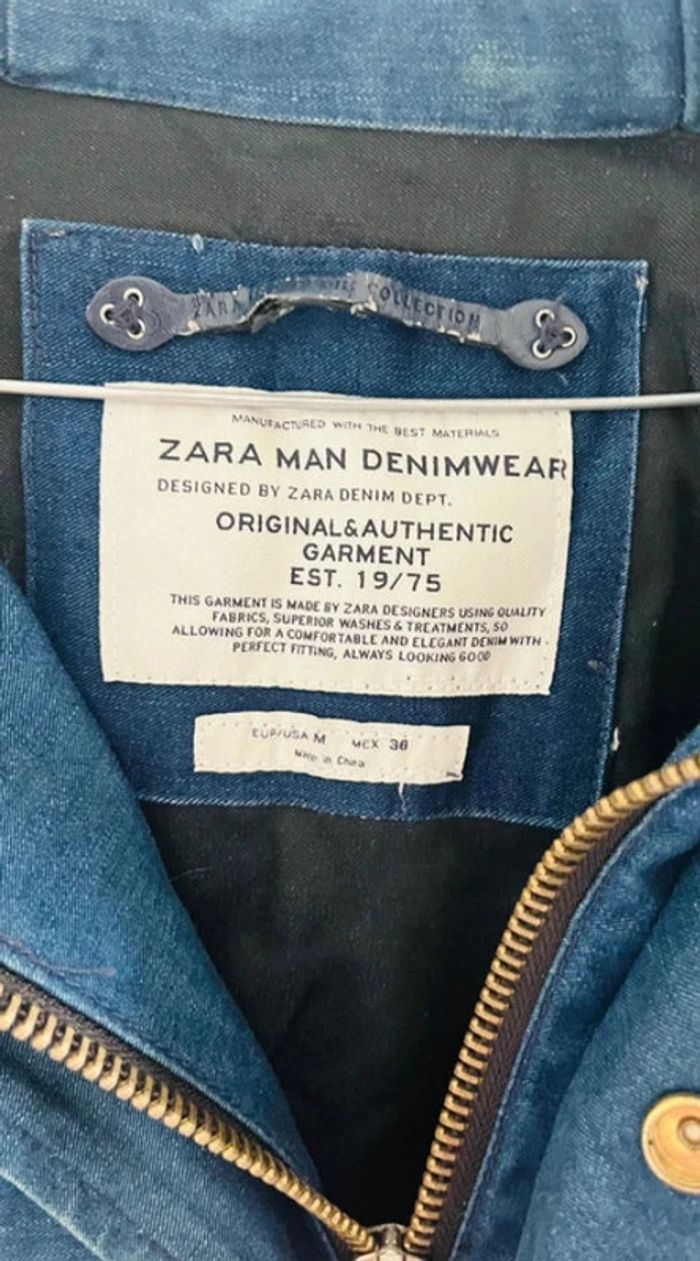 ZARA COLLECTION
MANUFACTURED WITH THE BEST MATERIALS
ZARA MAN DENIMWEAR
DESIGNED BY ZARA DENIM DEPT.
ORIGINAL&AUTHENTIC
GARMENT
EST. 19/75
THIS GARMENT IS MADE BY ZARA DESIGNERS USING QUALITY
FABRICS, SUPERIOR WASHES & TREATMENTS, SO
ALLOWING FOR A COMFORTABLE AND ELEGANT DENIM WITH
PERFECT FITTING, ALWAYS LOOKING GOOD
EUR/USA M MEX 38
Made in China